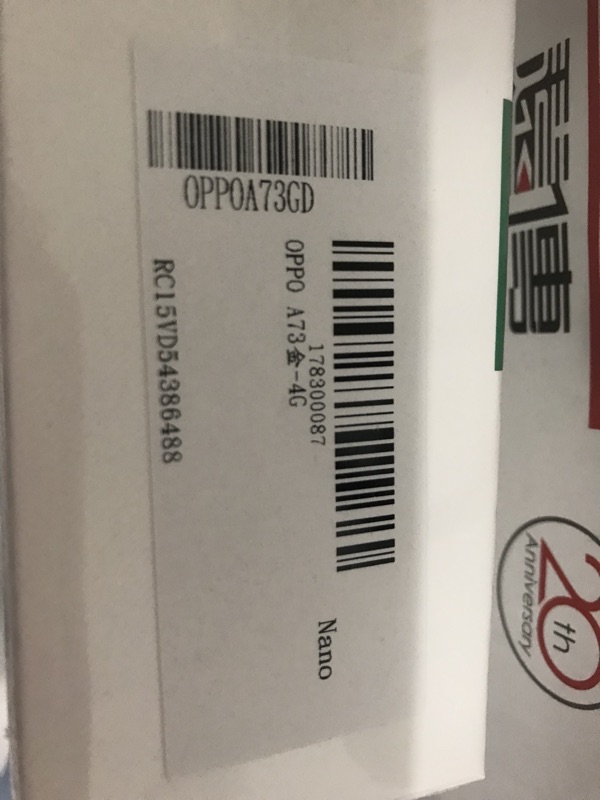 OPPOA73GD
178300087
OPPO A73金-4G
RC15VD54386488
Nano
20th
Anniversary